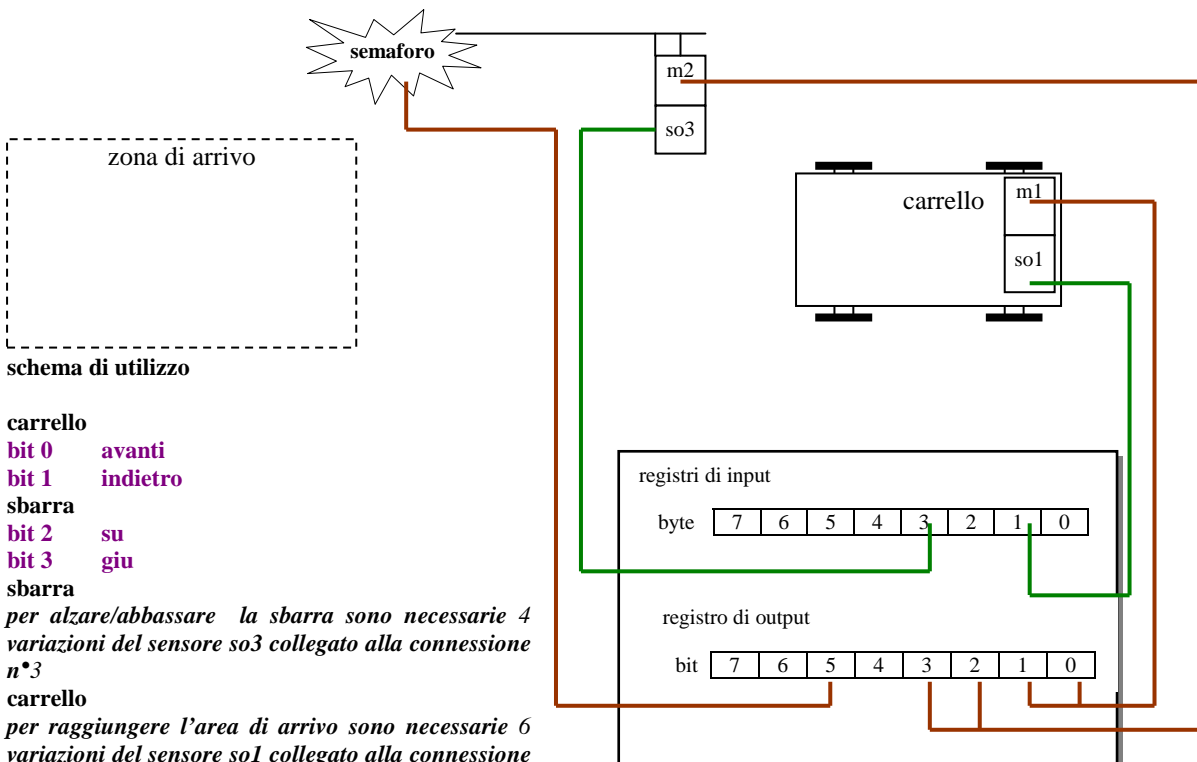 semaforo
m2
so3
zona di arrivo
carrello
m1
so1
schema di utilizzo
carrello
bit 0 avanti
bit 1 indietro
sbarra
bit 2 su
bit 3 giu
sbarra
per alzare/abbassare la sbarra sono necessarie 4
variazioni del sensore so3 collegato alla connessione
n•3
carrello
per raggiungere l'area di arrivo sono necessarie 6
variazioni del sensore so1 collegato alla connessione
registri di input
byte 7 6 5 4 3 2 1 0
registro di output
bit 7 6 5 4 3 2 1 0